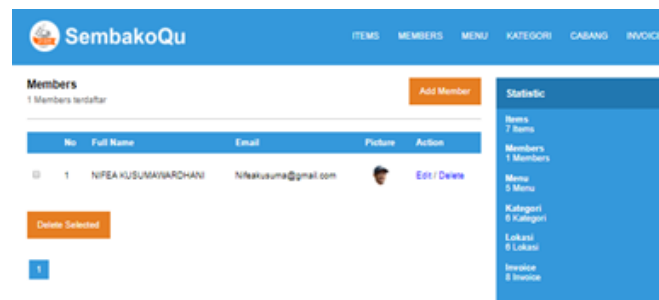 SembakoQu
ITEMS MEMBERS MENU KATEGORI CABANG INVOICE
Members
1 Members terdaftar
Add Member
No Full Name Email Picture Action
1 NIFEA KUSUMAWARDHANI Nifeakusuma@gmail.com Edit / Delete
Delete Selected
1
Statistic
Items
7 Items
Members
1 Members
Menu
5 Menu
Kategori
6 Kategori
Lokasi
6 Lokasi
Invoice
8 Invoice